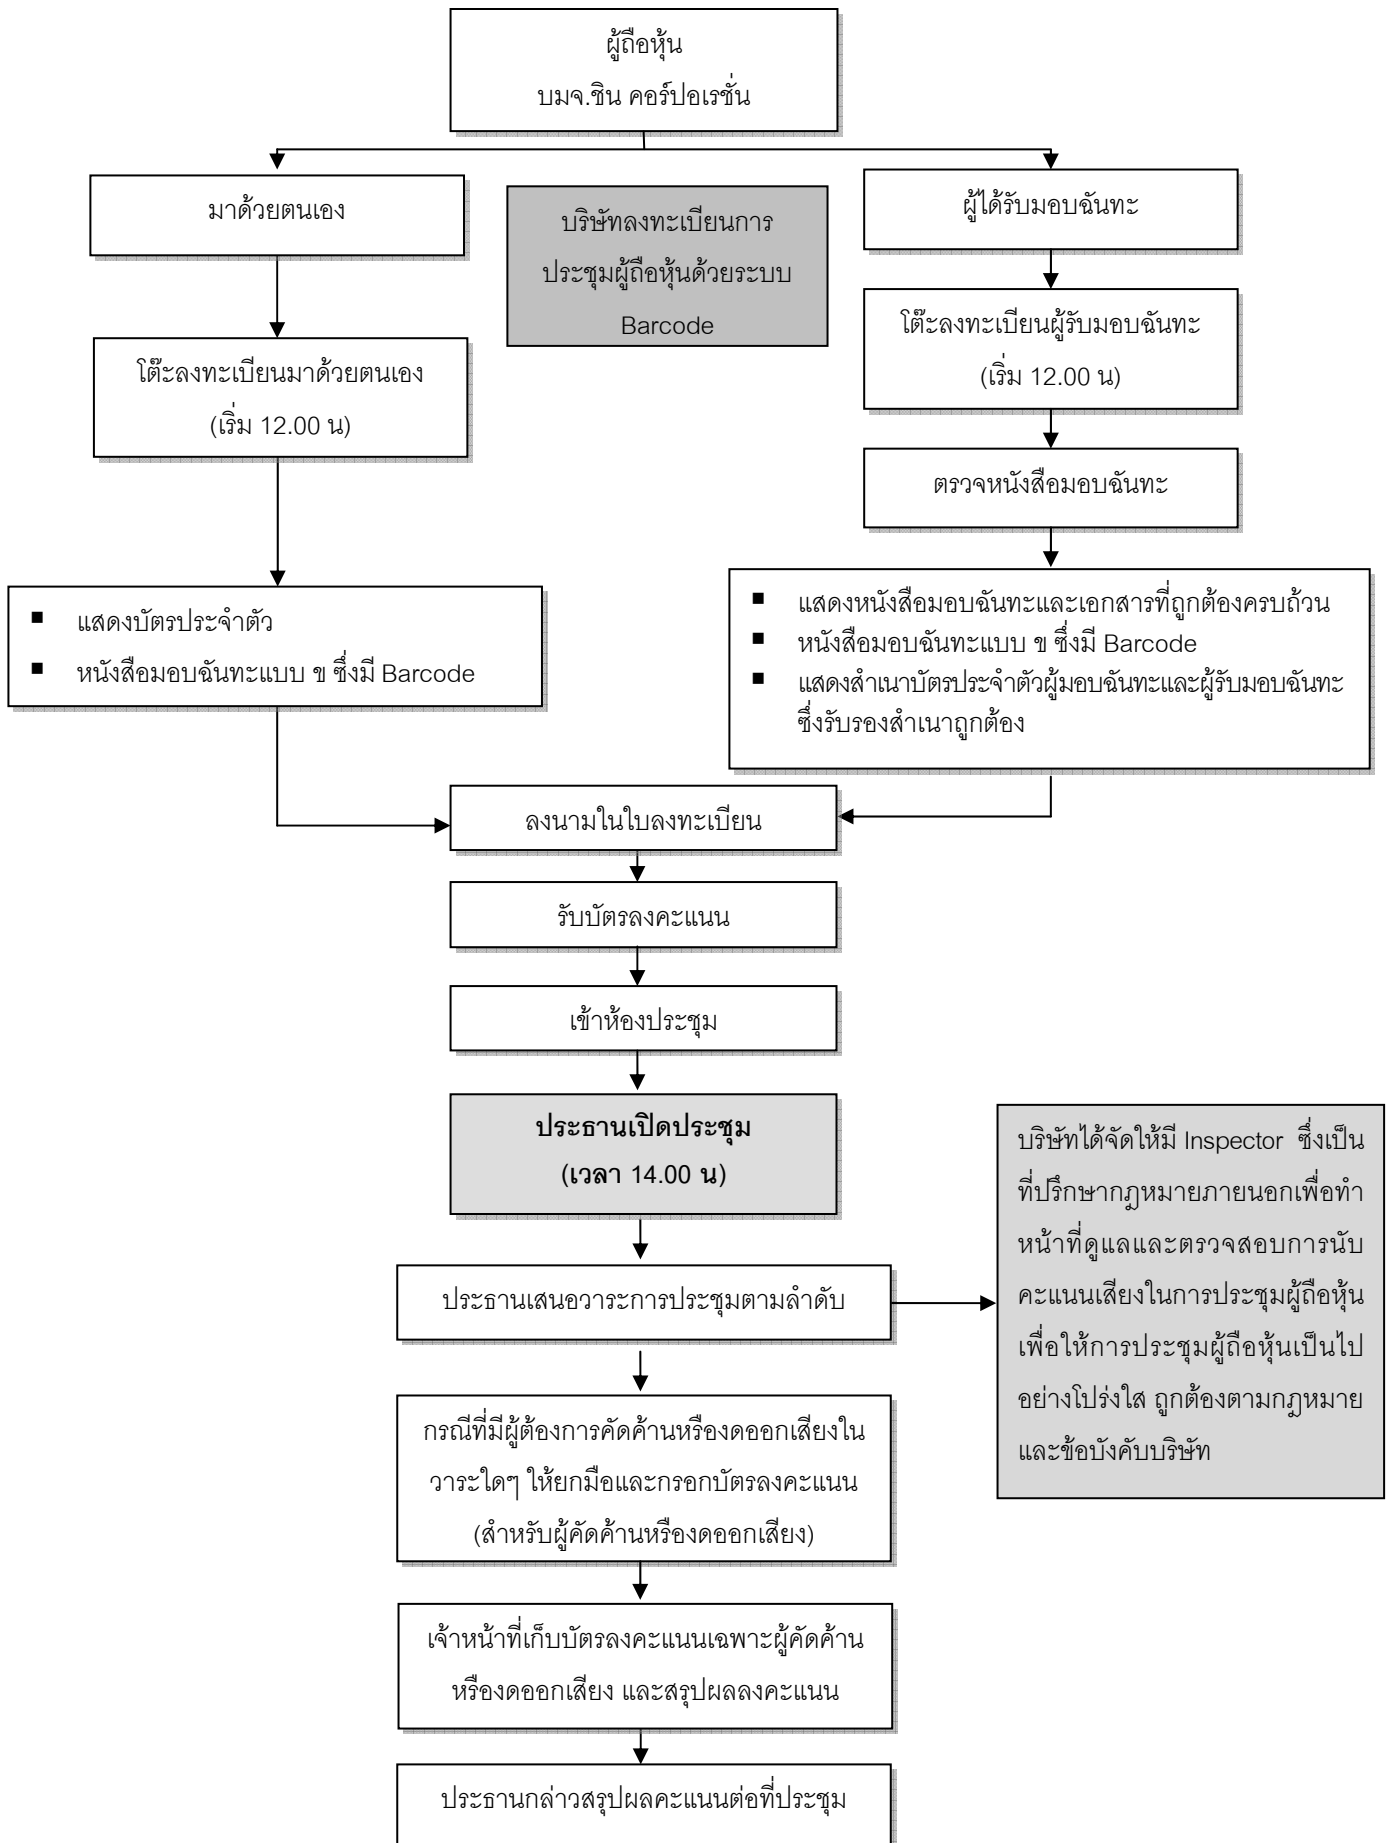 ผู้ถือหุ้น
บมจ.ชิน คอร์ปอเรชั่น
มาด้วยตนเอง
บริษัทลงทะเบียนการ
ประชุมผู้ถือหุ้นด้วยระบบ
Barcode
ผู้ได้รับมอบฉันทะ
โต๊ะลงทะเบียนมาด้วยตนเอง
(เริ่ม 12.00 น)
โต๊ะลงทะเบียนผู้รับมอบฉันทะ
(เริ่ม 12.00 น)
ตรวจหนังสือมอบฉันทะ
▪ แสดงบัตรประจำตัว
▪ หนังสือมอบฉันทะแบบ ข ซึ่งมี Barcode
▪ แสดงหนังสือมอบฉันทะและเอกสารที่ถูกต้องครบถ้วน
▪ หนังสือมอบฉันทะแบบ ข ซึ่งมี Barcode
▪ แสดงสำเนาบัตรประจำตัวผู้มอบฉันทะและผู้รับมอบฉันทะ
ซึ่งรับรองสำเนาถูกต้อง
ลงนามในใบลงทะเบียน
รับบัตรลงคะแนน
เข้าห้องประชุม
ประธานเปิดประชุม
(เวลา 14.00 น)
ประธานเสนอวาระการประชุมตามลำดับ
บริษัทได้จัดให้มี Inspector ซึ่งเป็น
ที่ปรึกษากฎหมายภายนอกเพื่อทำ
หน้าที่ดูแลและตรวจสอบการนับ
คะแนนเสียงในการประชุมผู้ถือหุ้น
เพื่อให้การประชุมผู้ถือหุ้นเป็นไป
อย่างโปร่งใส ถูกต้องตามกฎหมาย
และข้อบังคับบริษัท
กรณีที่มีผู้ต้องการคัดค้านหรืองดออกเสียงใน
วาระใดๆ ให้ยกมือและกรอกบัตรลงคะแนน
(สำหรับผู้คัดค้านหรืองดออกเสียง)
เจ้าหน้าที่เก็บบัตรลงคะแนนเฉพาะผู้คัดค้าน
หรืองดออกเสียง และสรุปผลลงคะแนน
ประธานกล่าวสรุปผลคะแนนต่อที่ประชุม